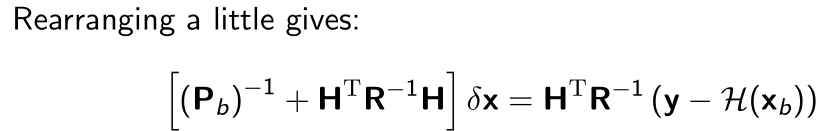 Rearranging a little gives:
[(P_b)^{-1} + H^T R^{-1} H] δx = H^T R^{-1} (y − ℋ(x_b))